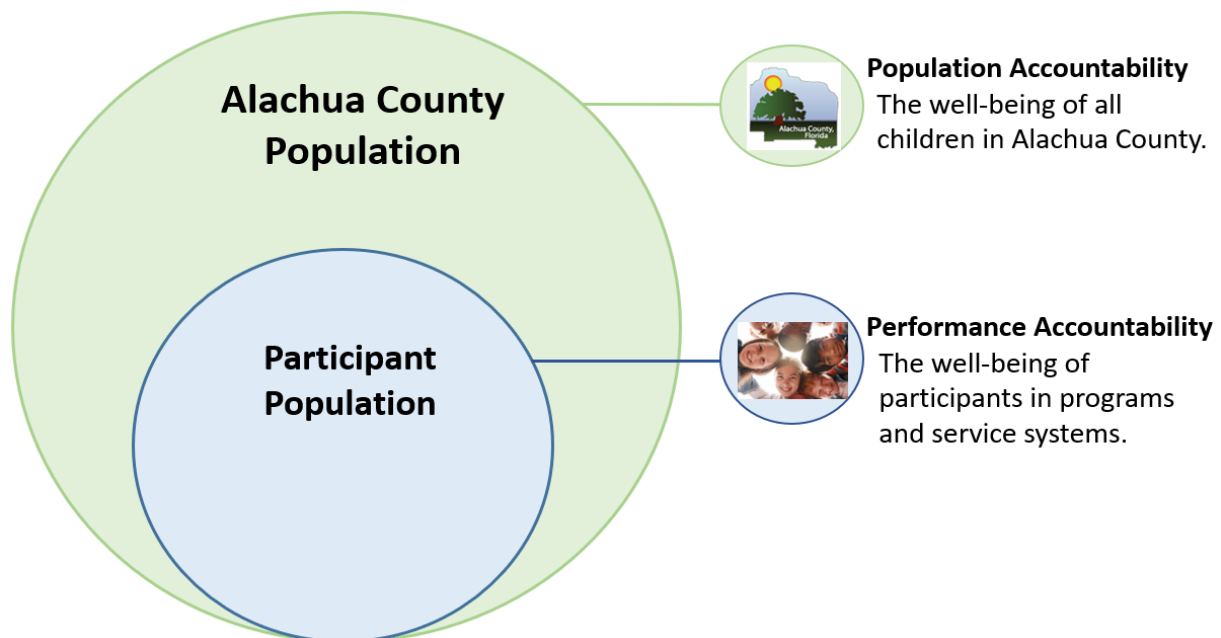 Alachua County
Population
Participant
Population
Alachua County,
Florida
Population Accountability
The well-being of all
children in Alachua County.
Performance Accountability
The well-being of
participants in programs
and service systems.